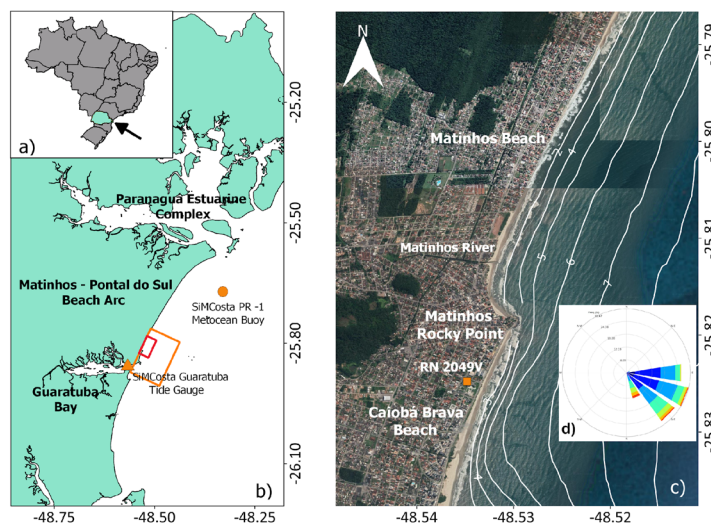 b)
a)
-25.20
-25.50
-25.80
-26.10
Paranaguá Estuarine
Complex
Matinhos - Pontal do Sul
Beach Arc
SiMCosta PR -1
Metocean Buoy
SiMCosta Guaratuba
Tide Gauge
Guaratuba
Bay
b)
-48.75
-48.50
-48.25
c)
N
-25.79
-25.80
-25.81
-25.82
-25.83
Matinhos Beach
2
4
Matinhos River
5
6
7
Matinhos
Rocky Point
RN 2049V
Caiobá Brava
Beach
d)
c)
-48.54
-48.53
-48.52